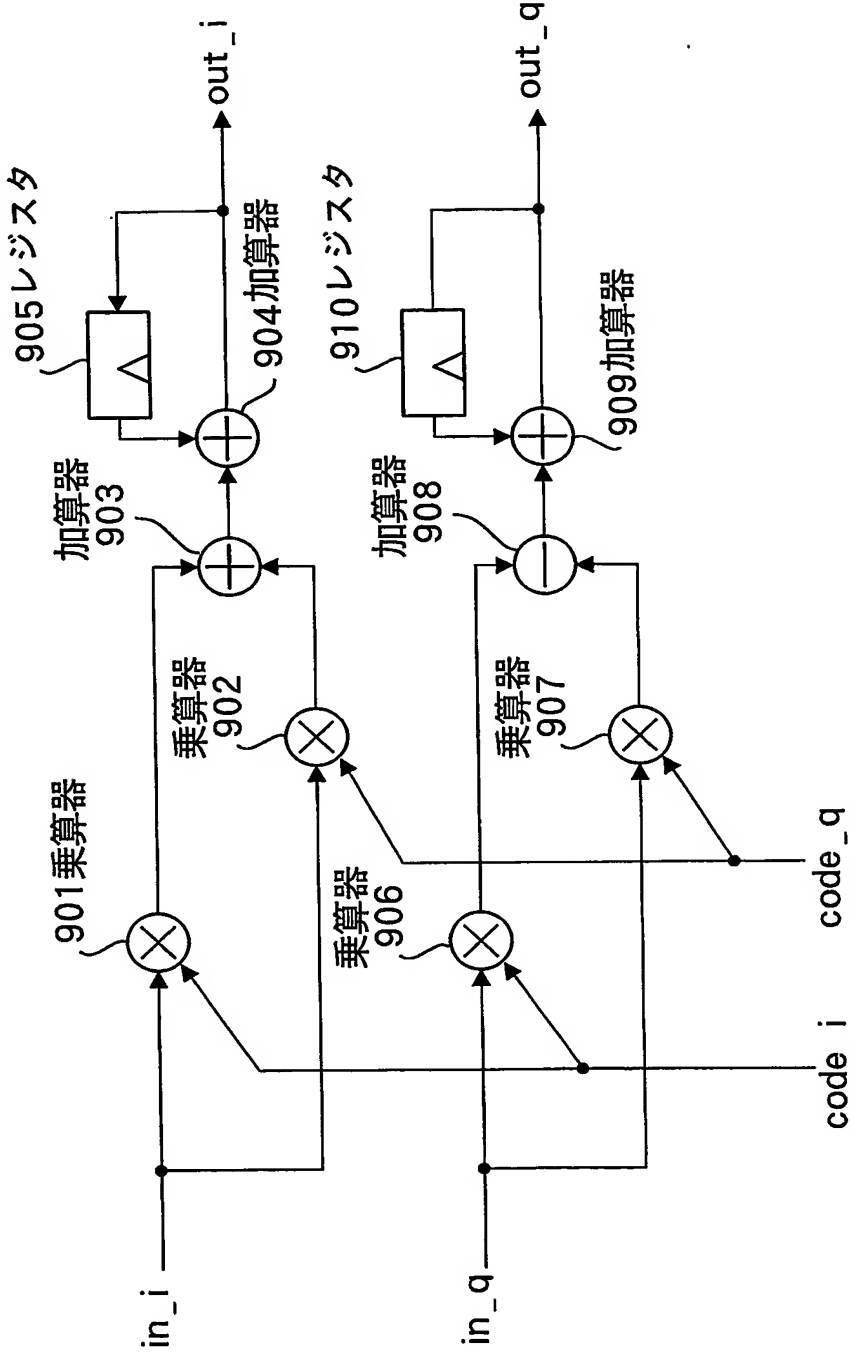 in_i
901乗算器
乗算器
902
加算器
903
904加算器
905レジスタ
out_i
in_q
乗算器
906
乗算器
907
加算器
908
909加算器
910レジスタ
out_q
code i
code_q